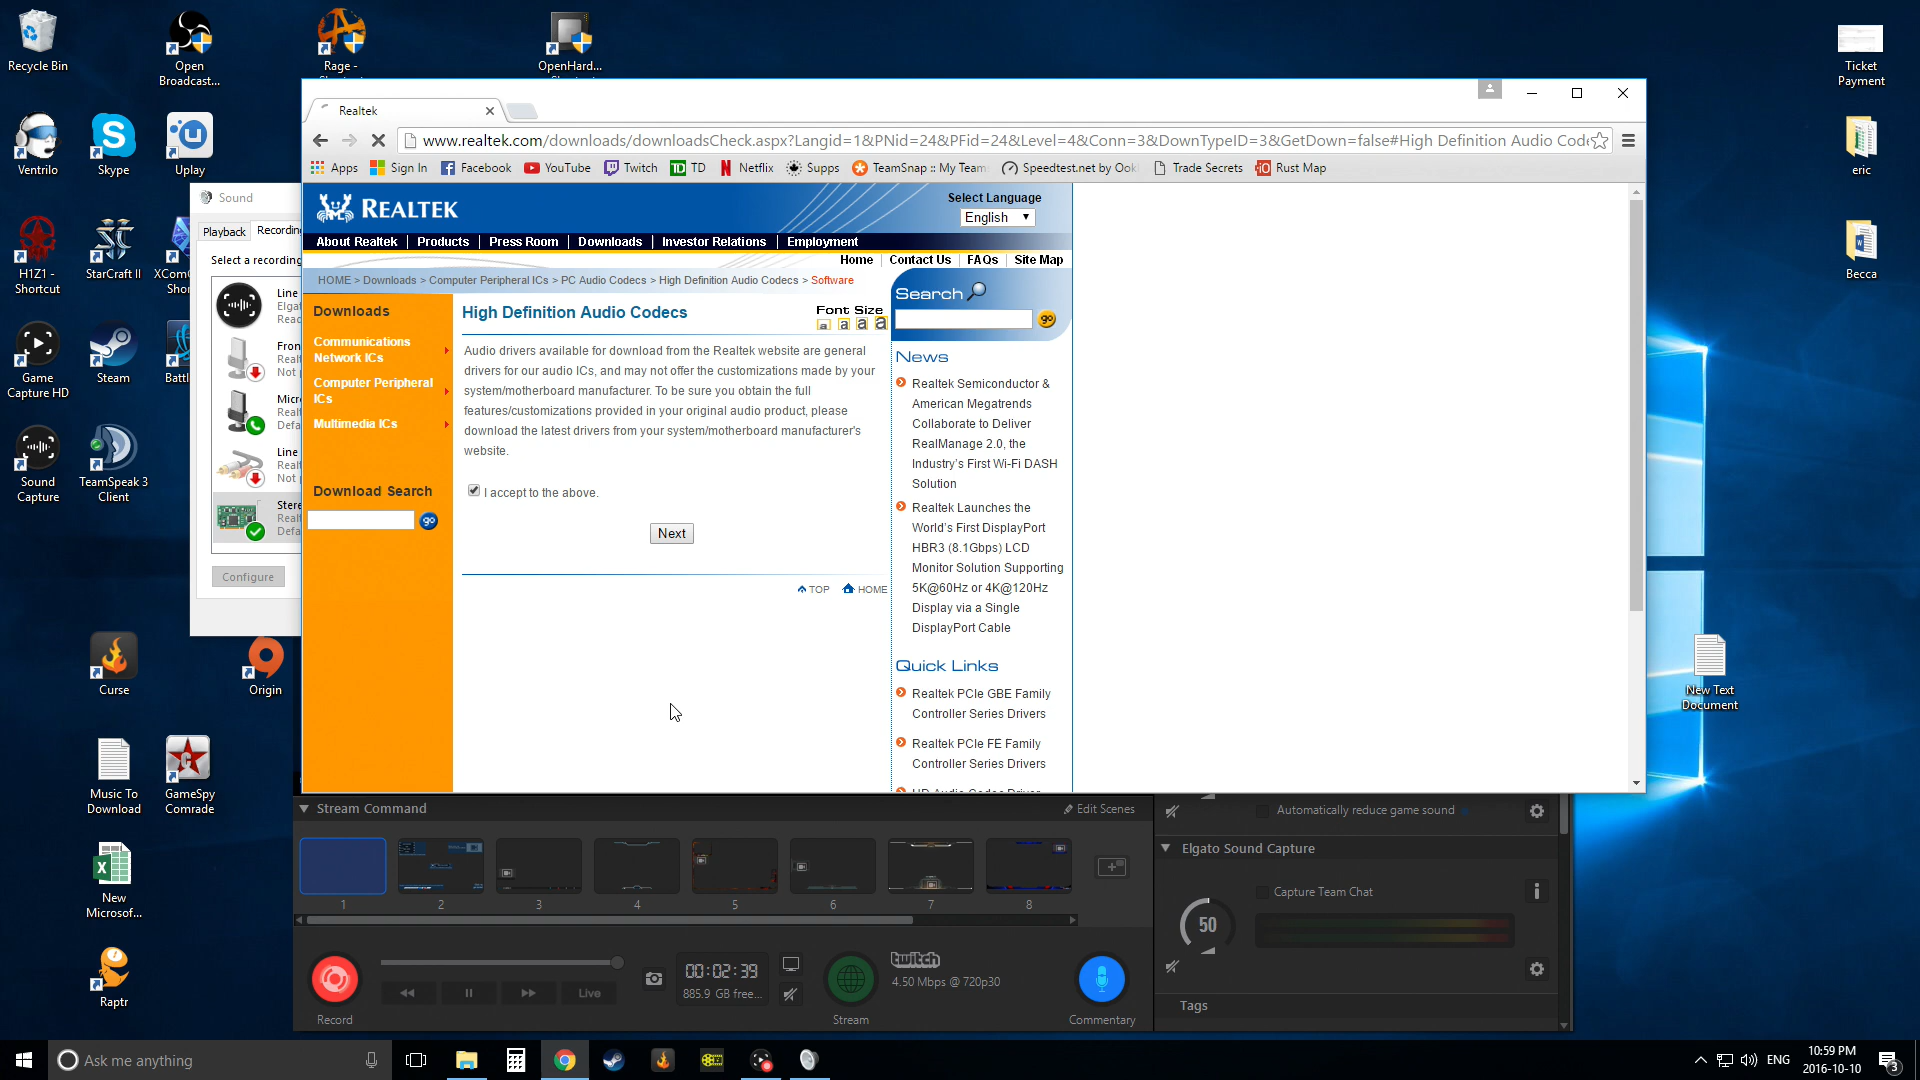 Recycle Bin
Open
Broadcast...
Rage -
OpenHard...
Ticket
Payment
Ventrilo
Skype
Uplay
eric
H1Z1 -
Shortcut
StarCraft II
Becca
Game
Capture HD
Steam
Sound
Capture
TeamSpeak 3
Client
Curse
Origin
New Text
Document
Music To
Download
GameSpy
Comrade
New
Microsof...
Raptr
Sound
Playback
Recording
Select a recording
Configure
Realtek
www.realtek.com/downloads/downloadsCheck.aspx?Langid=1&PNid=24&PFid=24&Level=4&Conn=3&DownTypeID=3&GetDown=false#High Definition Audio Code
Apps
Sign In
Facebook
YouTube
Twitch
TD
Netflix
Supps
TeamSnap :: My Team
Speedtest.net by Ook
Trade Secrets
Rust Map
REALTEK
Select Language
English
About Realtek
Products
Press Room
Downloads
Investor Relations
Employment
Home
Contact Us
FAQs
Site Map
HOME > Downloads > Computer Peripheral ICs > PC Audio Codecs > High Definition Audio Codecs > Software
Downloads
Communications
Network ICs
Computer Peripheral
ICs
Multimedia ICs
Download Search
go
High Definition Audio Codecs
Font Size
a a a a
Audio drivers available for download from the Realtek website are general
drivers for our audio ICs, and may not offer the customizations made by your
system/motherboard manufacturer. To be sure you obtain the full
features/customizations provided in your original audio product, please
download the latest drivers from your system/motherboard manufacturer's
website.
I accept to the above.
Next
TOP
HOME
Search
go
News
Realtek Semiconductor &
American Megatrends
Collaborate to Deliver
RealManage 2.0, the
Industry's First Wi-Fi DASH
Solution
Realtek Launches the
World's First DisplayPort
HBR3 (8.1Gbps) LCD
Monitor Solution Supporting
5K@60Hz or 4K@120Hz
Display via a Single
DisplayPort Cable
Quick Links
Realtek PCIe GBE Family
Controller Series Drivers
Realtek PCIe FE Family
Controller Series Drivers
Stream Command
Edit Scenes
1
2
3
4
5
6
7
8
Record
Live
00:02:39
885.9 GB free...
Stream
twitch
4.50 Mbps @ 720p30
Commentary
Automatically reduce game sound
Elgato Sound Capture
Capture Team Chat
50
Tags
Ask me anything
ENG
10:59 PM
2016-10-10
3